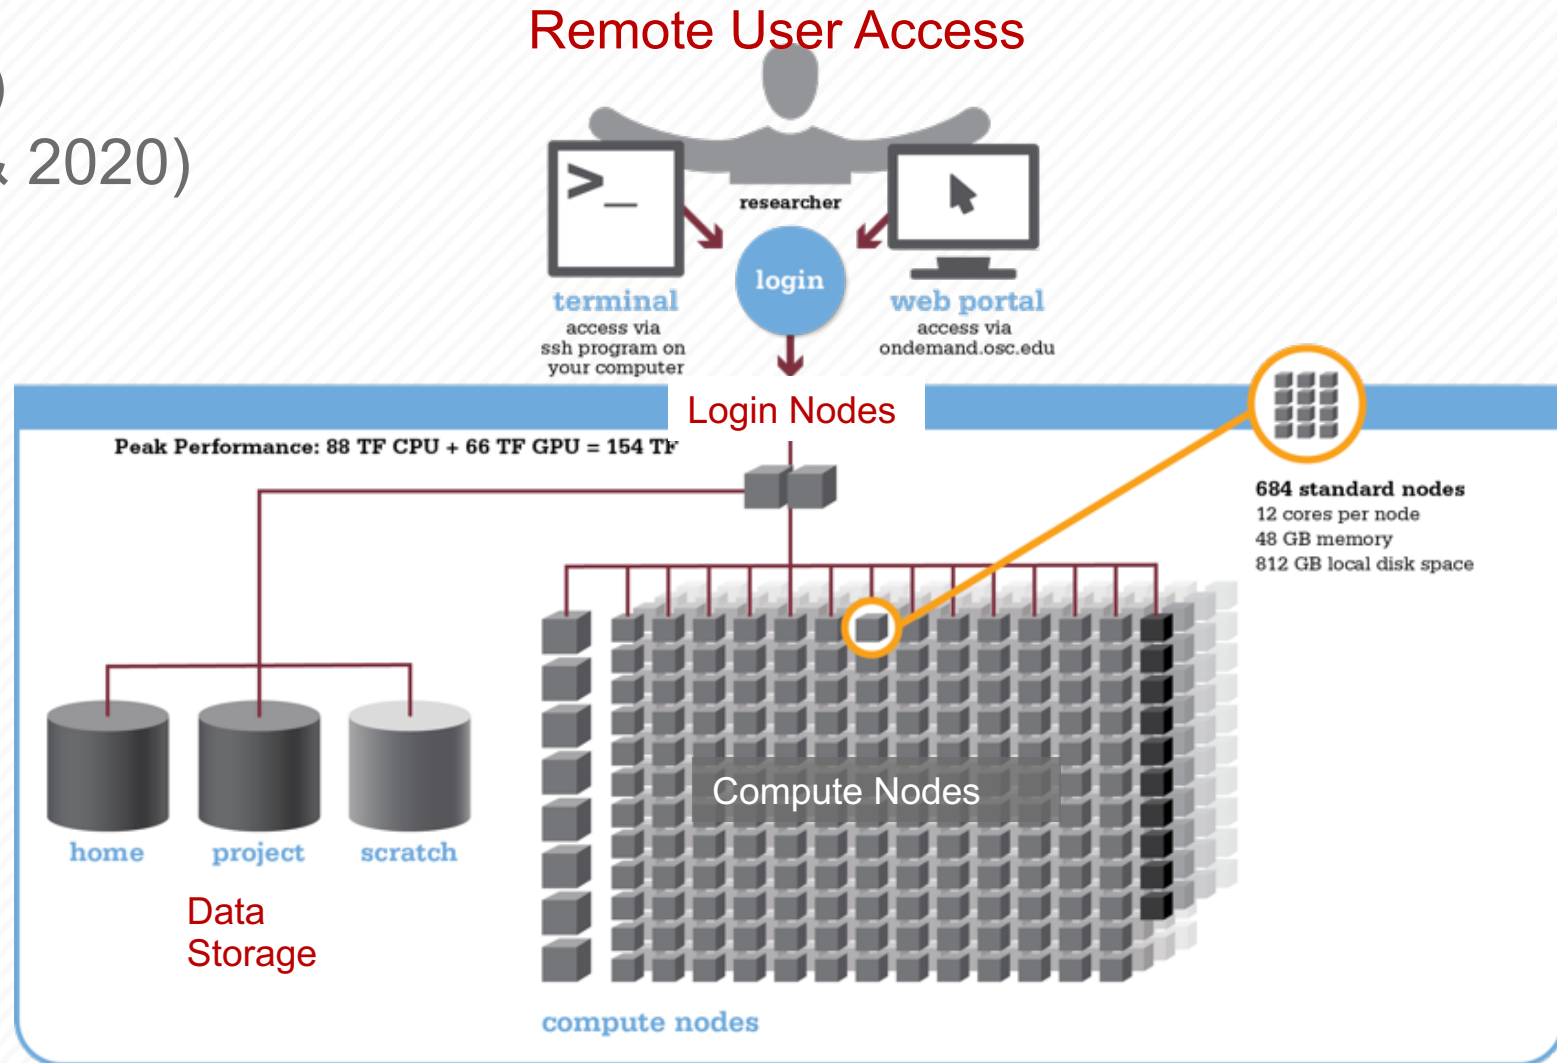 Remote User Access
)
& 2020)
>_
researcher
login
terminal
access via
ssh program on
your computer
web portal
access via
ondemand.osc.edu
Login Nodes
Peak Performance: 88 TF CPU + 66 TF GPU = 154 TF
684 standard nodes
12 cores per node
48 GB memory
812 GB local disk space
Compute Nodes
home
project
scratch
Data
Storage
compute nodes